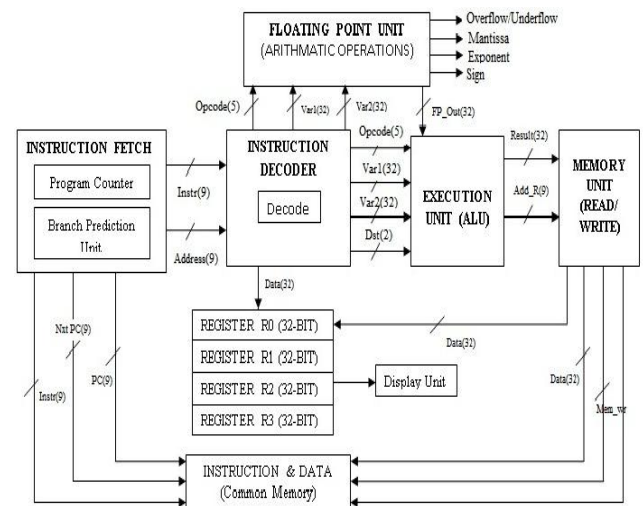 FLOATING POINT UNIT
(ARITHMATIC OPERATIONS)
Overflow/Underflow
Mantissa
Exponent
Sign
Opcode(5)
Var1(32)
Var2(32)
FP_Out(32)
INSTRUCTION FETCH
Program Counter
Branch Prediction
Unit
Instr(9)
Address(9)
INSTRUCTION
DECODER
Decode
Opcode(5)
Var1(32)
Var2(32)
Dst(2)
EXECUTION
UNIT (ALU)
Result(32)
Add_R(9)
MEMORY
UNIT
(READ/
WRITE)
Data(32)
REGISTER R0 (32-BIT)
REGISTER R1 (32-BIT)
REGISTER R2 (32-BIT)
REGISTER R3 (32-BIT)
Display Unit
Data(32)
Data(32)
Mem_wr
Nxt PC(9)
PC(9)
Instr(9)
INSTRUCTION & DATA
(Common Memory)